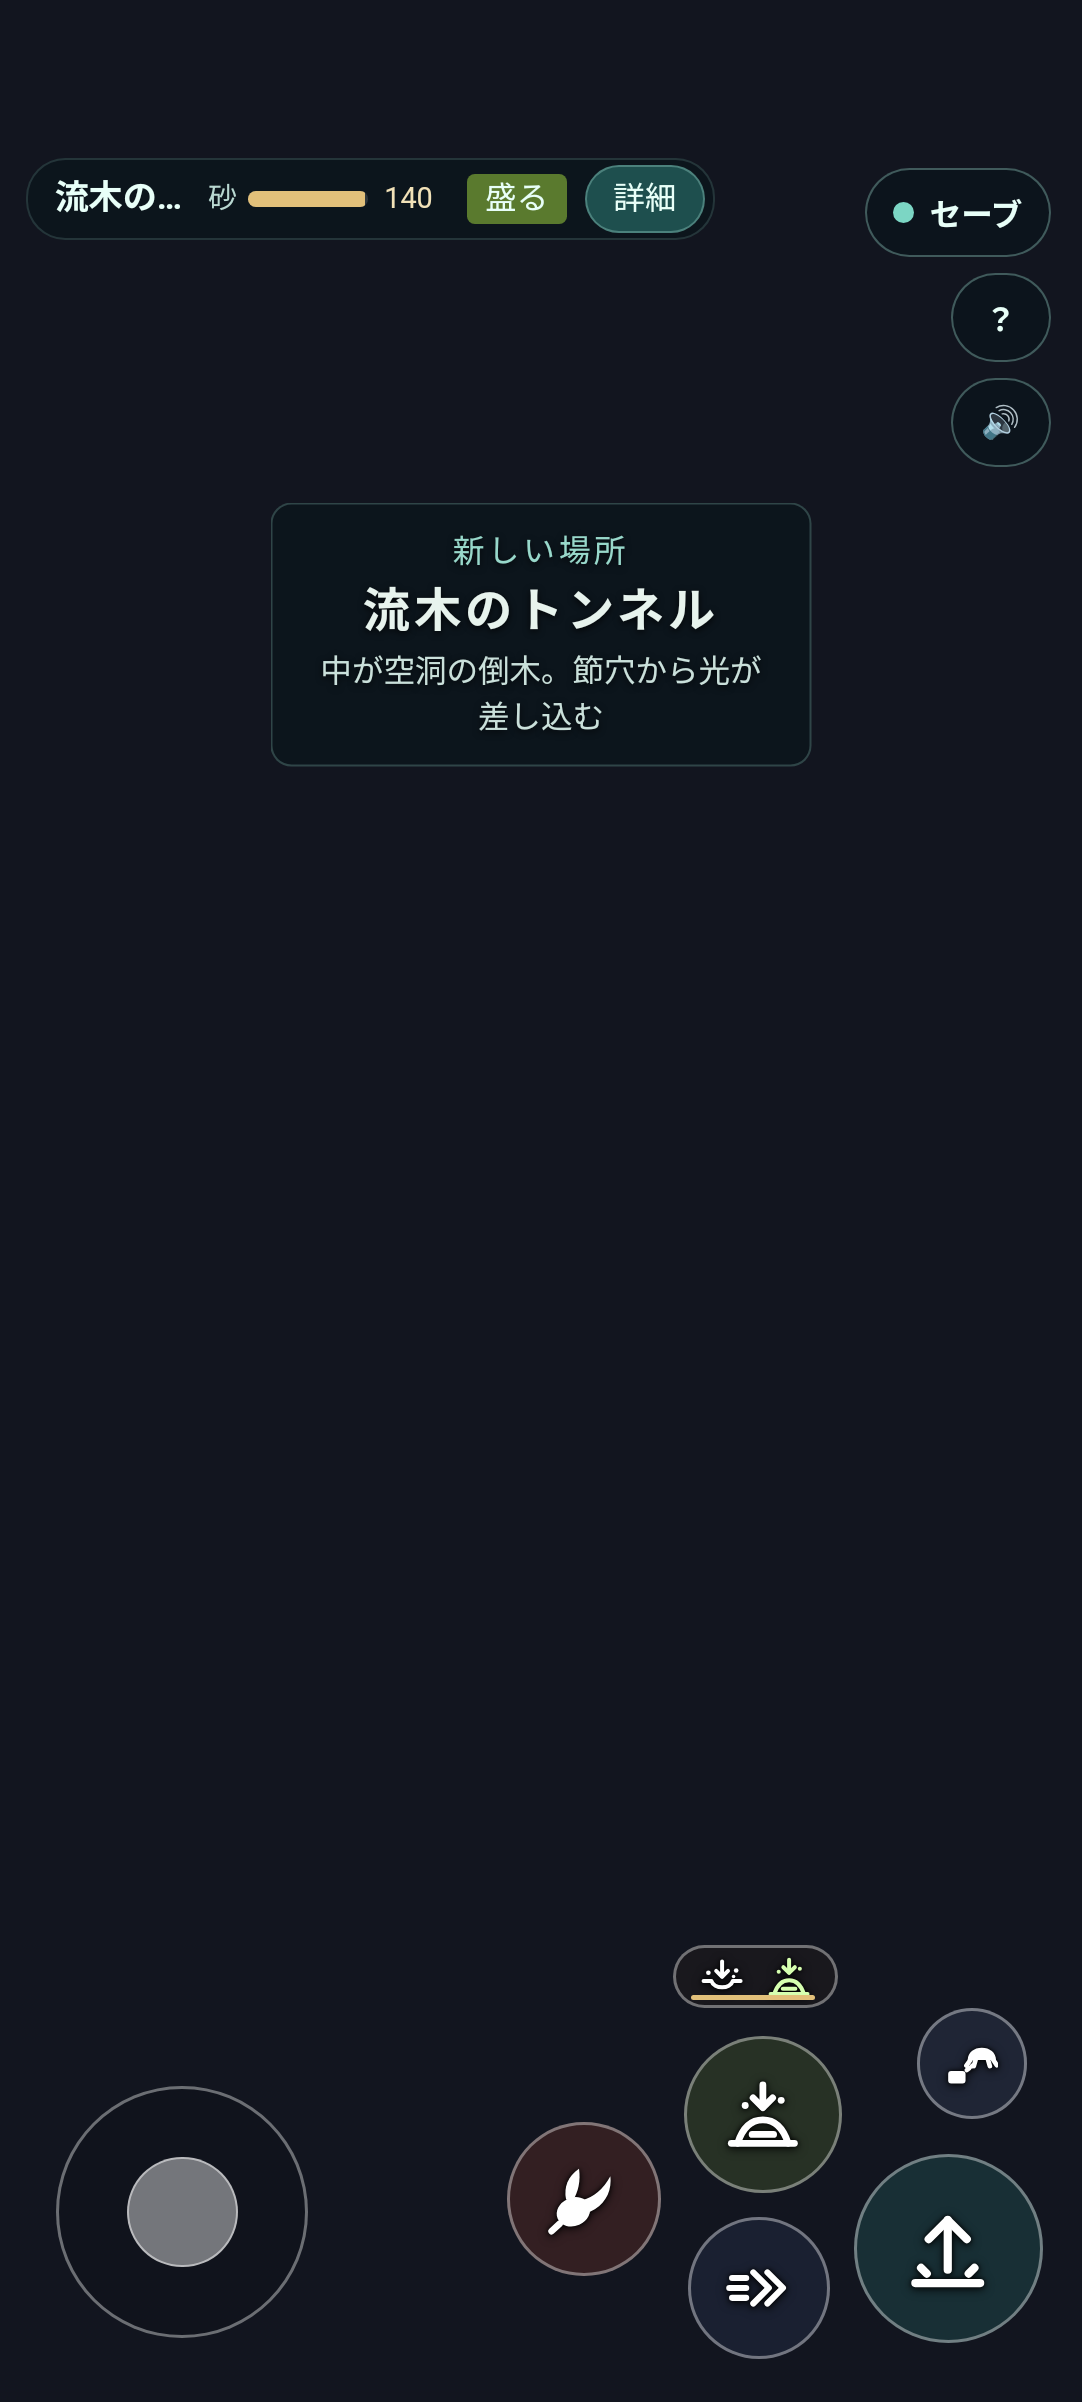 流木の... 砂 140 盛る 詳細
セーブ
?
新しい場所
流木のトンネル
中が空洞の倒木。節穴から光が
差し込む